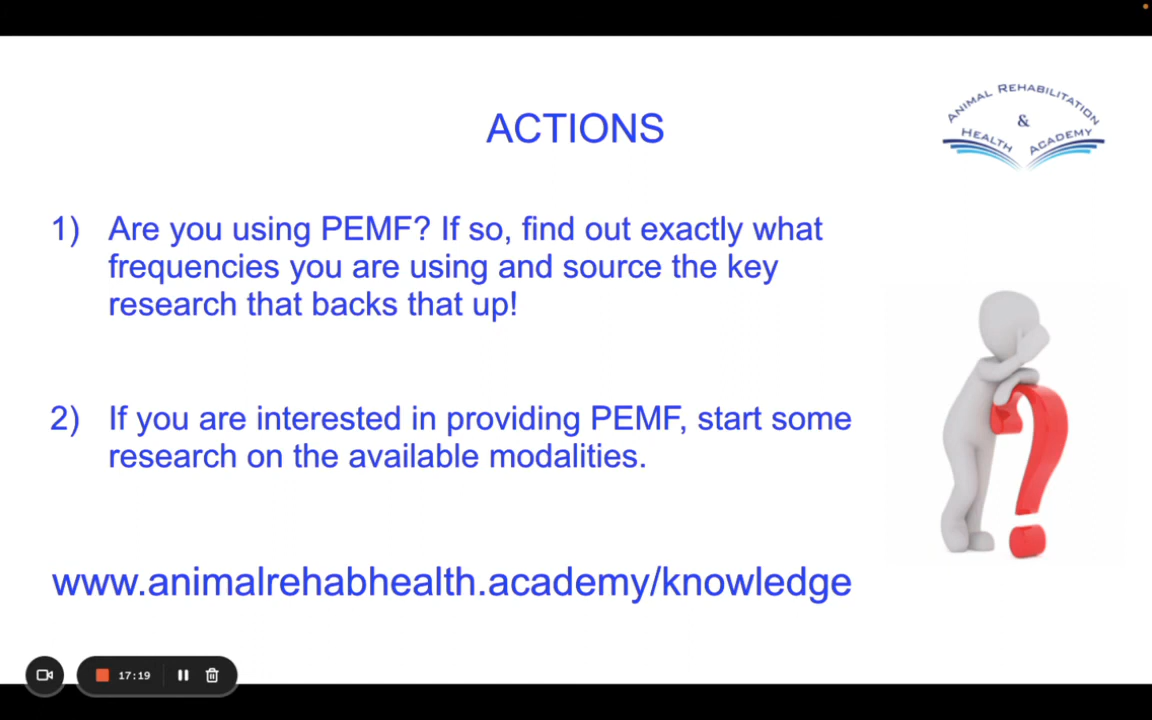 ANIMAL REHABILITATION
&
HEALTH ACADEMY
ACTIONS
1) Are you using PEMF? If so, find out exactly what
frequencies you are using and source the key
research that backs that up!
2) If you are interested in providing PEMF, start some
research on the available modalities.
www.animalrehabhealth.academy/knowledge
17:19